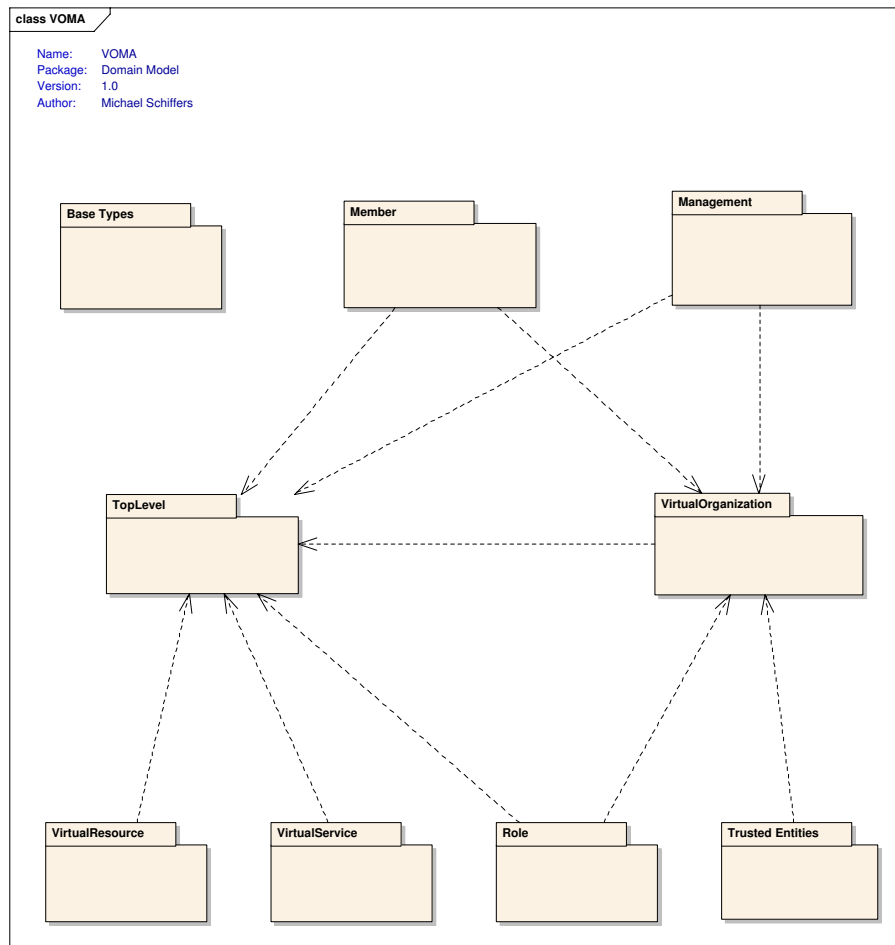 class VOMA
Name: VOMA
Package: Domain Model
Version: 1.0
Author: Michael Schiffers
Base Types
Member
Management
TopLevel
VirtualOrganization
VirtualResource
VirtualService
Role
Trusted Entities